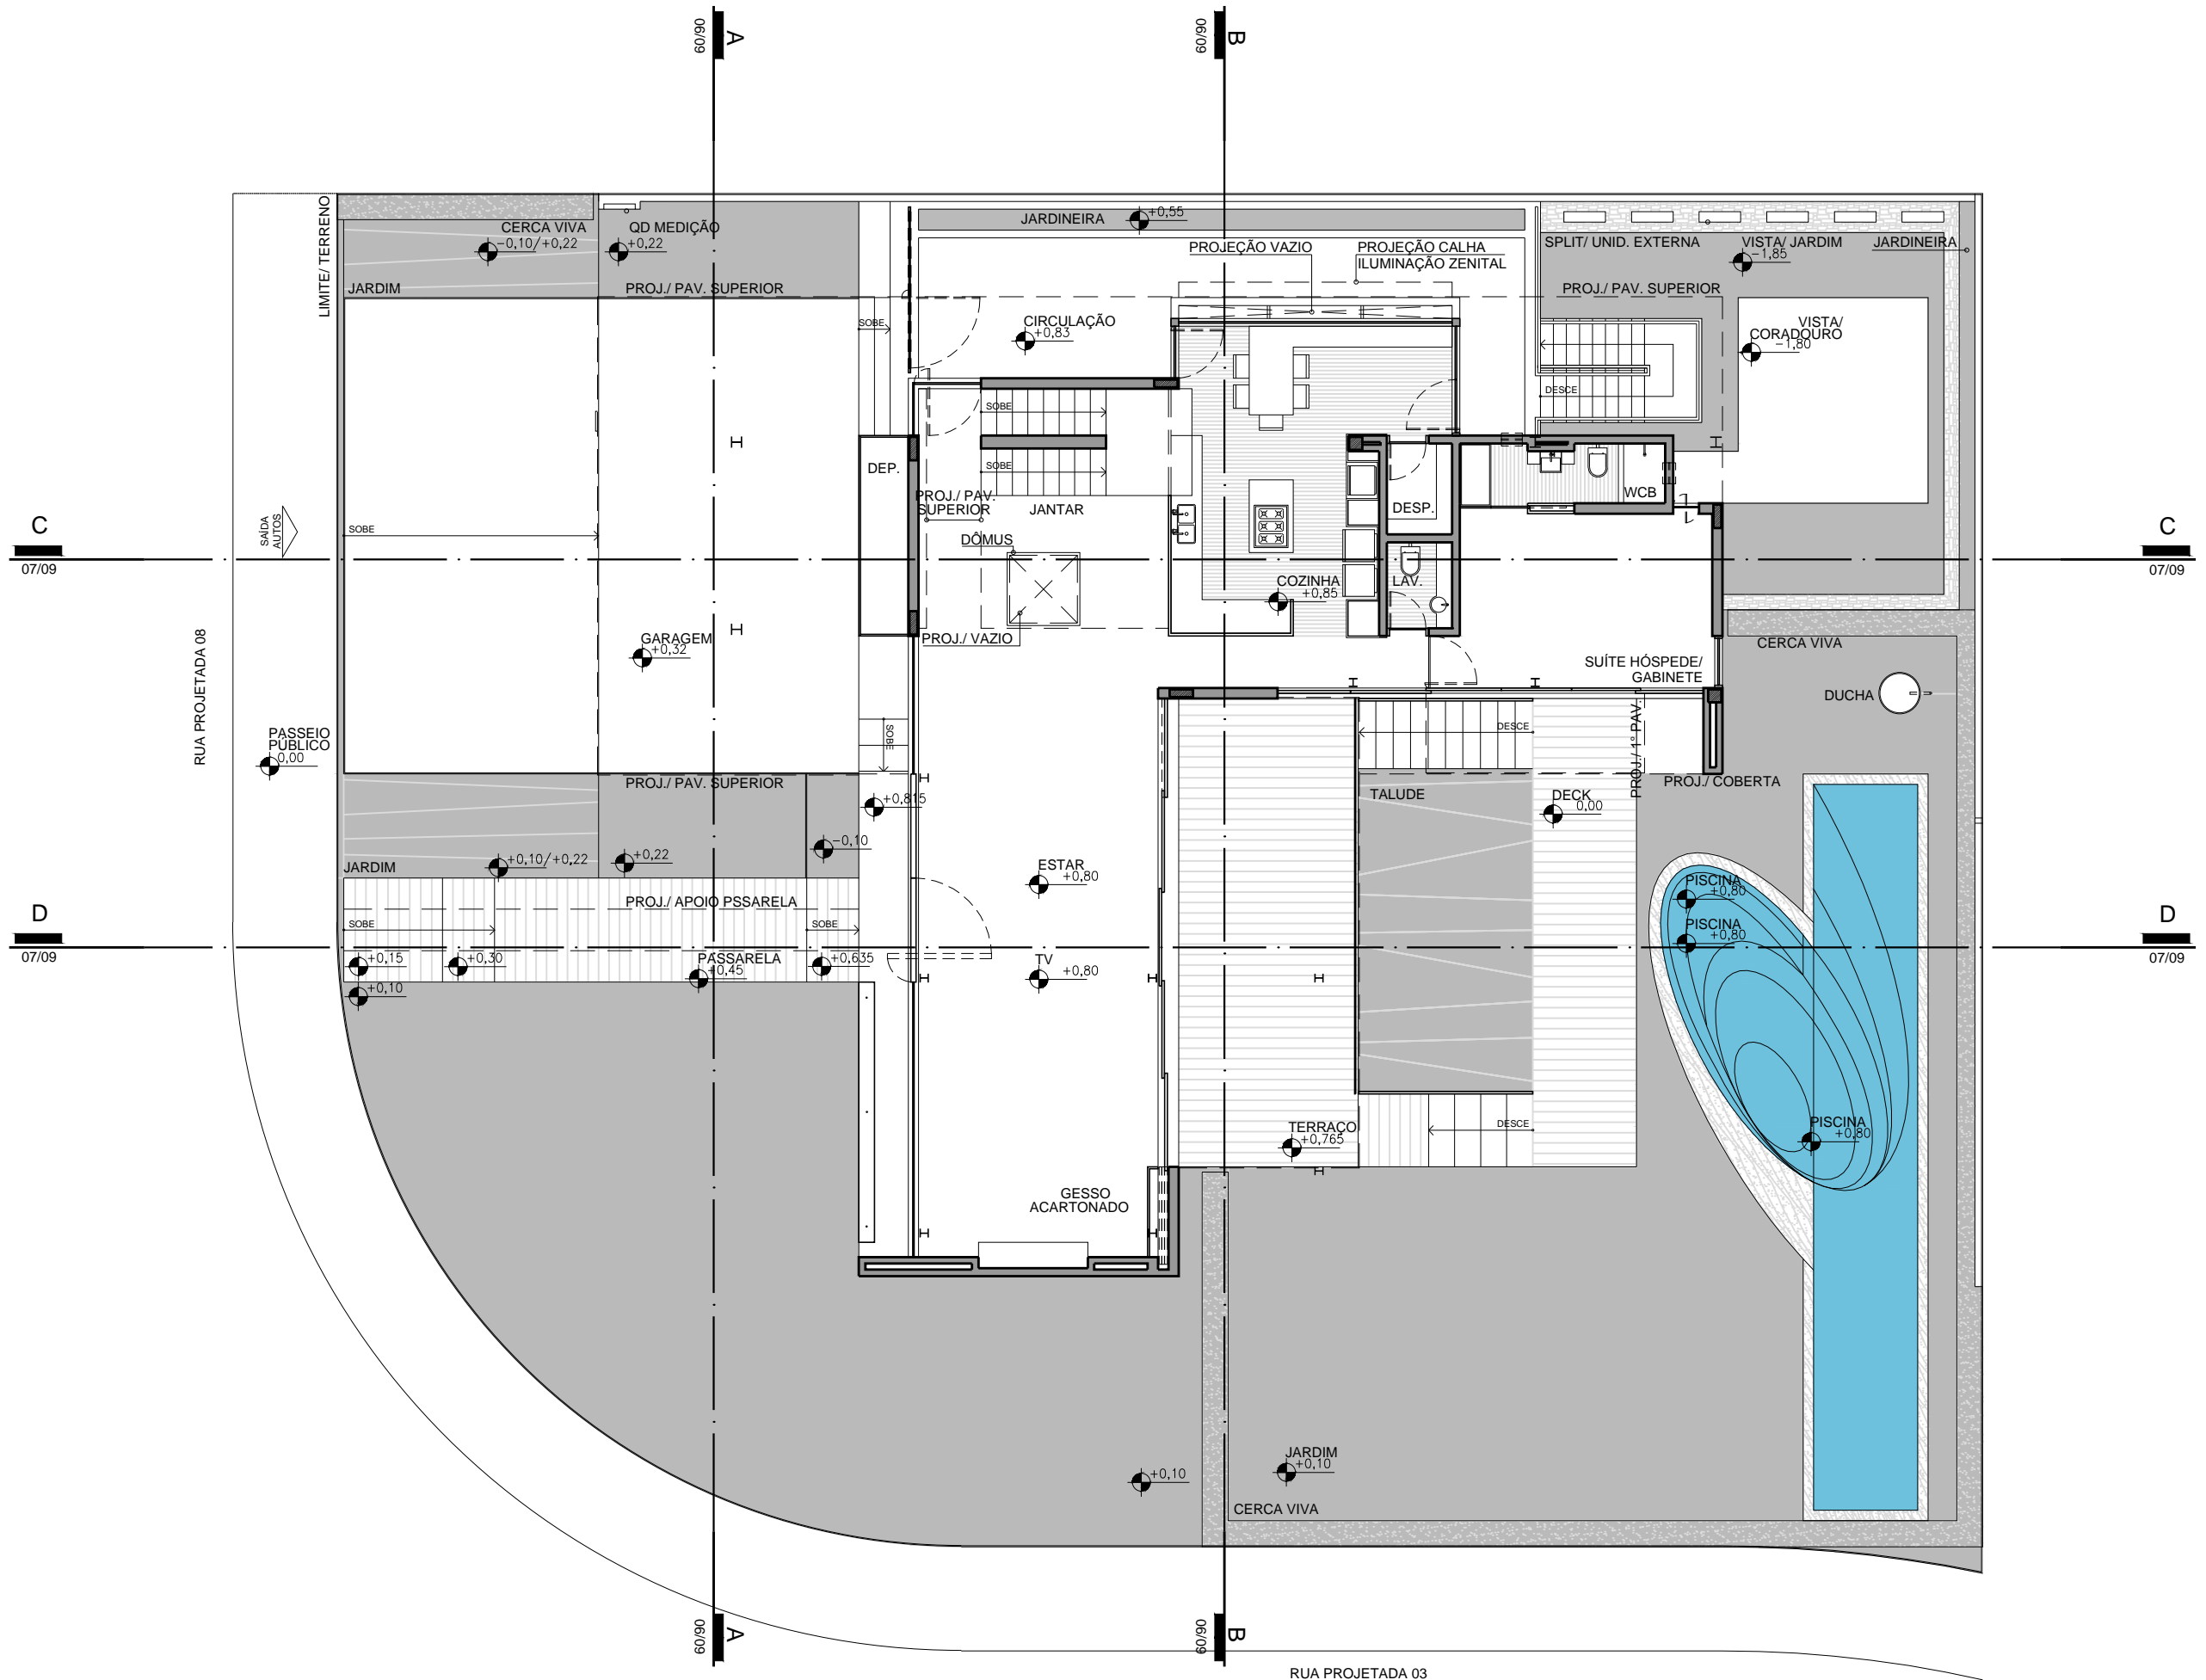 60/90
A
60/90
B
LIMITE/ TERRENO
CERCA VIVA
-0,10/+0,22
QD MEDIÇÃO
+0,22
JARDINEIRA
+0,55
PROJEÇÃO VAZIO
PROJEÇÃO CALHA
ILUMINAÇÃO ZENITAL
SPLIT/ UNID. EXTERNA
VISTA/ JARDIM
-1,85
JARDINEIRA
JARDIM
PROJ./ PAV. SUPERIOR
PROJ./ PAV. SUPERIOR
SOBE
CIRCULAÇÃO
+0,83
VISTA/
CORADOURO
-1,80
DESCE
SOBE
DEP.
SOBE
PROJ./ PAV.
SUPERIOR
JANTAR
DESP.
WCB
C
07/09
SAÍDA
AUTOS
SOBE
DÔMUS
C
07/09
COZINHA
+0,85
LAV.
RUA PROJETADA 08
GARAGEM
+0,32
PROJ./ VAZIO
CERCA VIVA
SUÍTE HÓSPEDE/
GABINETE
DUCHA
PASSEIO
PÚBLICO
0,00
SOBE
DESCE
PROJ./ 1º PAV.
PROJ./ PAV. SUPERIOR
PROJ./ COBERTA
+0,815
TALUDE
DECK
0,00
-0,10
JARDIM
+0,10/+0,22
+0,22
ESTAR
+0,80
PISCINA
+0,80
PROJ./ APOIO PSSARELA
D
07/09
SOBE
SOBE
PISCINA
+0,80
D
07/09
+0,15
+0,30
PASSARELA
+0,45
+0,635
TV
+0,80
+0,10
TERRAÇO
+0,765
DESCE
PISCINA
+0,80
GESSO
ACARTONADO
JARDIM
+0,10
+0,10
CERCA VIVA
60/90
A
60/90
B
RUA PROJETADA 03